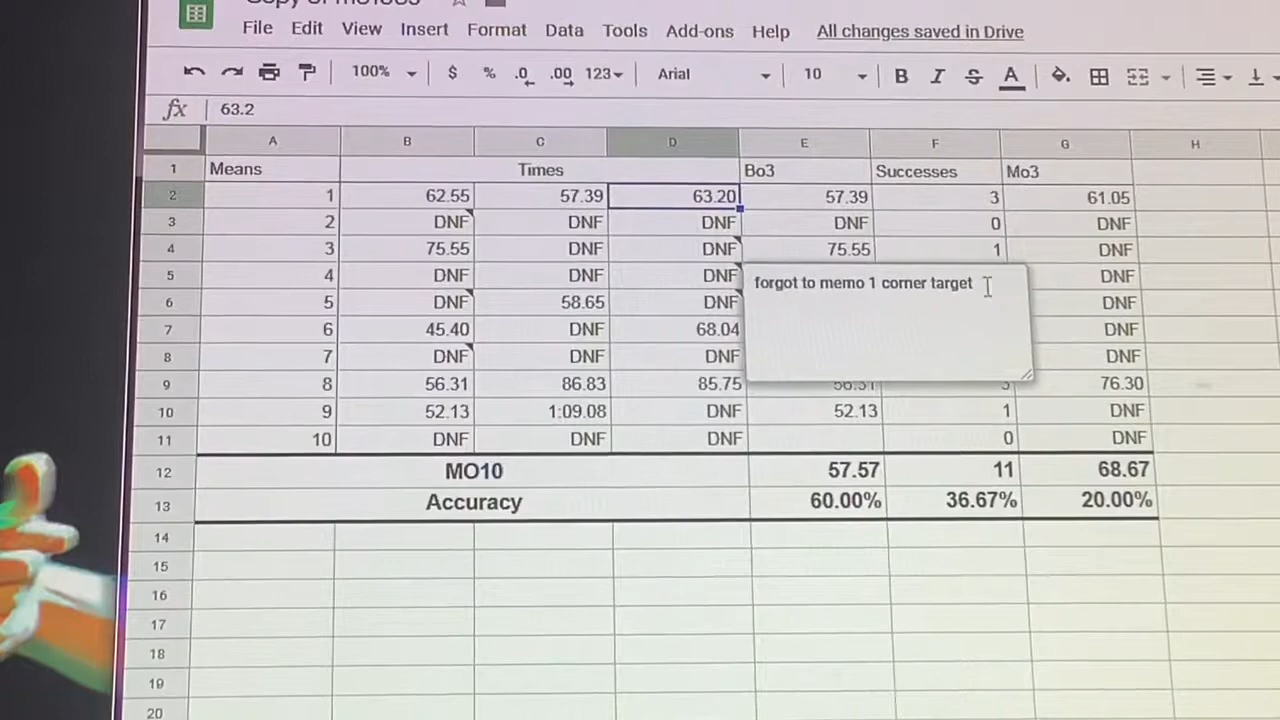 File Edit View Insert Format Data Tools Add-ons Help All changes saved in Drive
100% $ % .0 .00 123 Arial 10 B I S A
fx 63.2
A B C D E F G H
1 Means Times Bo3 Successes Mo3
2 1 62.55 57.39 63.20 57.39 3 61.05
3 2 DNF DNF DNF DNF 0 DNF
4 3 75.55 DNF DNF 75.55 1 DNF
5 4 DNF DNF DNF forgot to memo 1 corner target DNF
6 5 DNF 58.65 DNF DNF
7 6 45.40 DNF 68.04 DNF
8 7 DNF DNF DNF DNF
9 8 56.31 86.83 85.75 56.31 3 76.30
10 9 52.13 1:09.08 DNF 52.13 1 DNF
11 10 DNF DNF DNF 0 DNF
12 MO10 57.57 11 68.67
13 Accuracy 60.00% 36.67% 20.00%
14
15
16
17
18
19
20